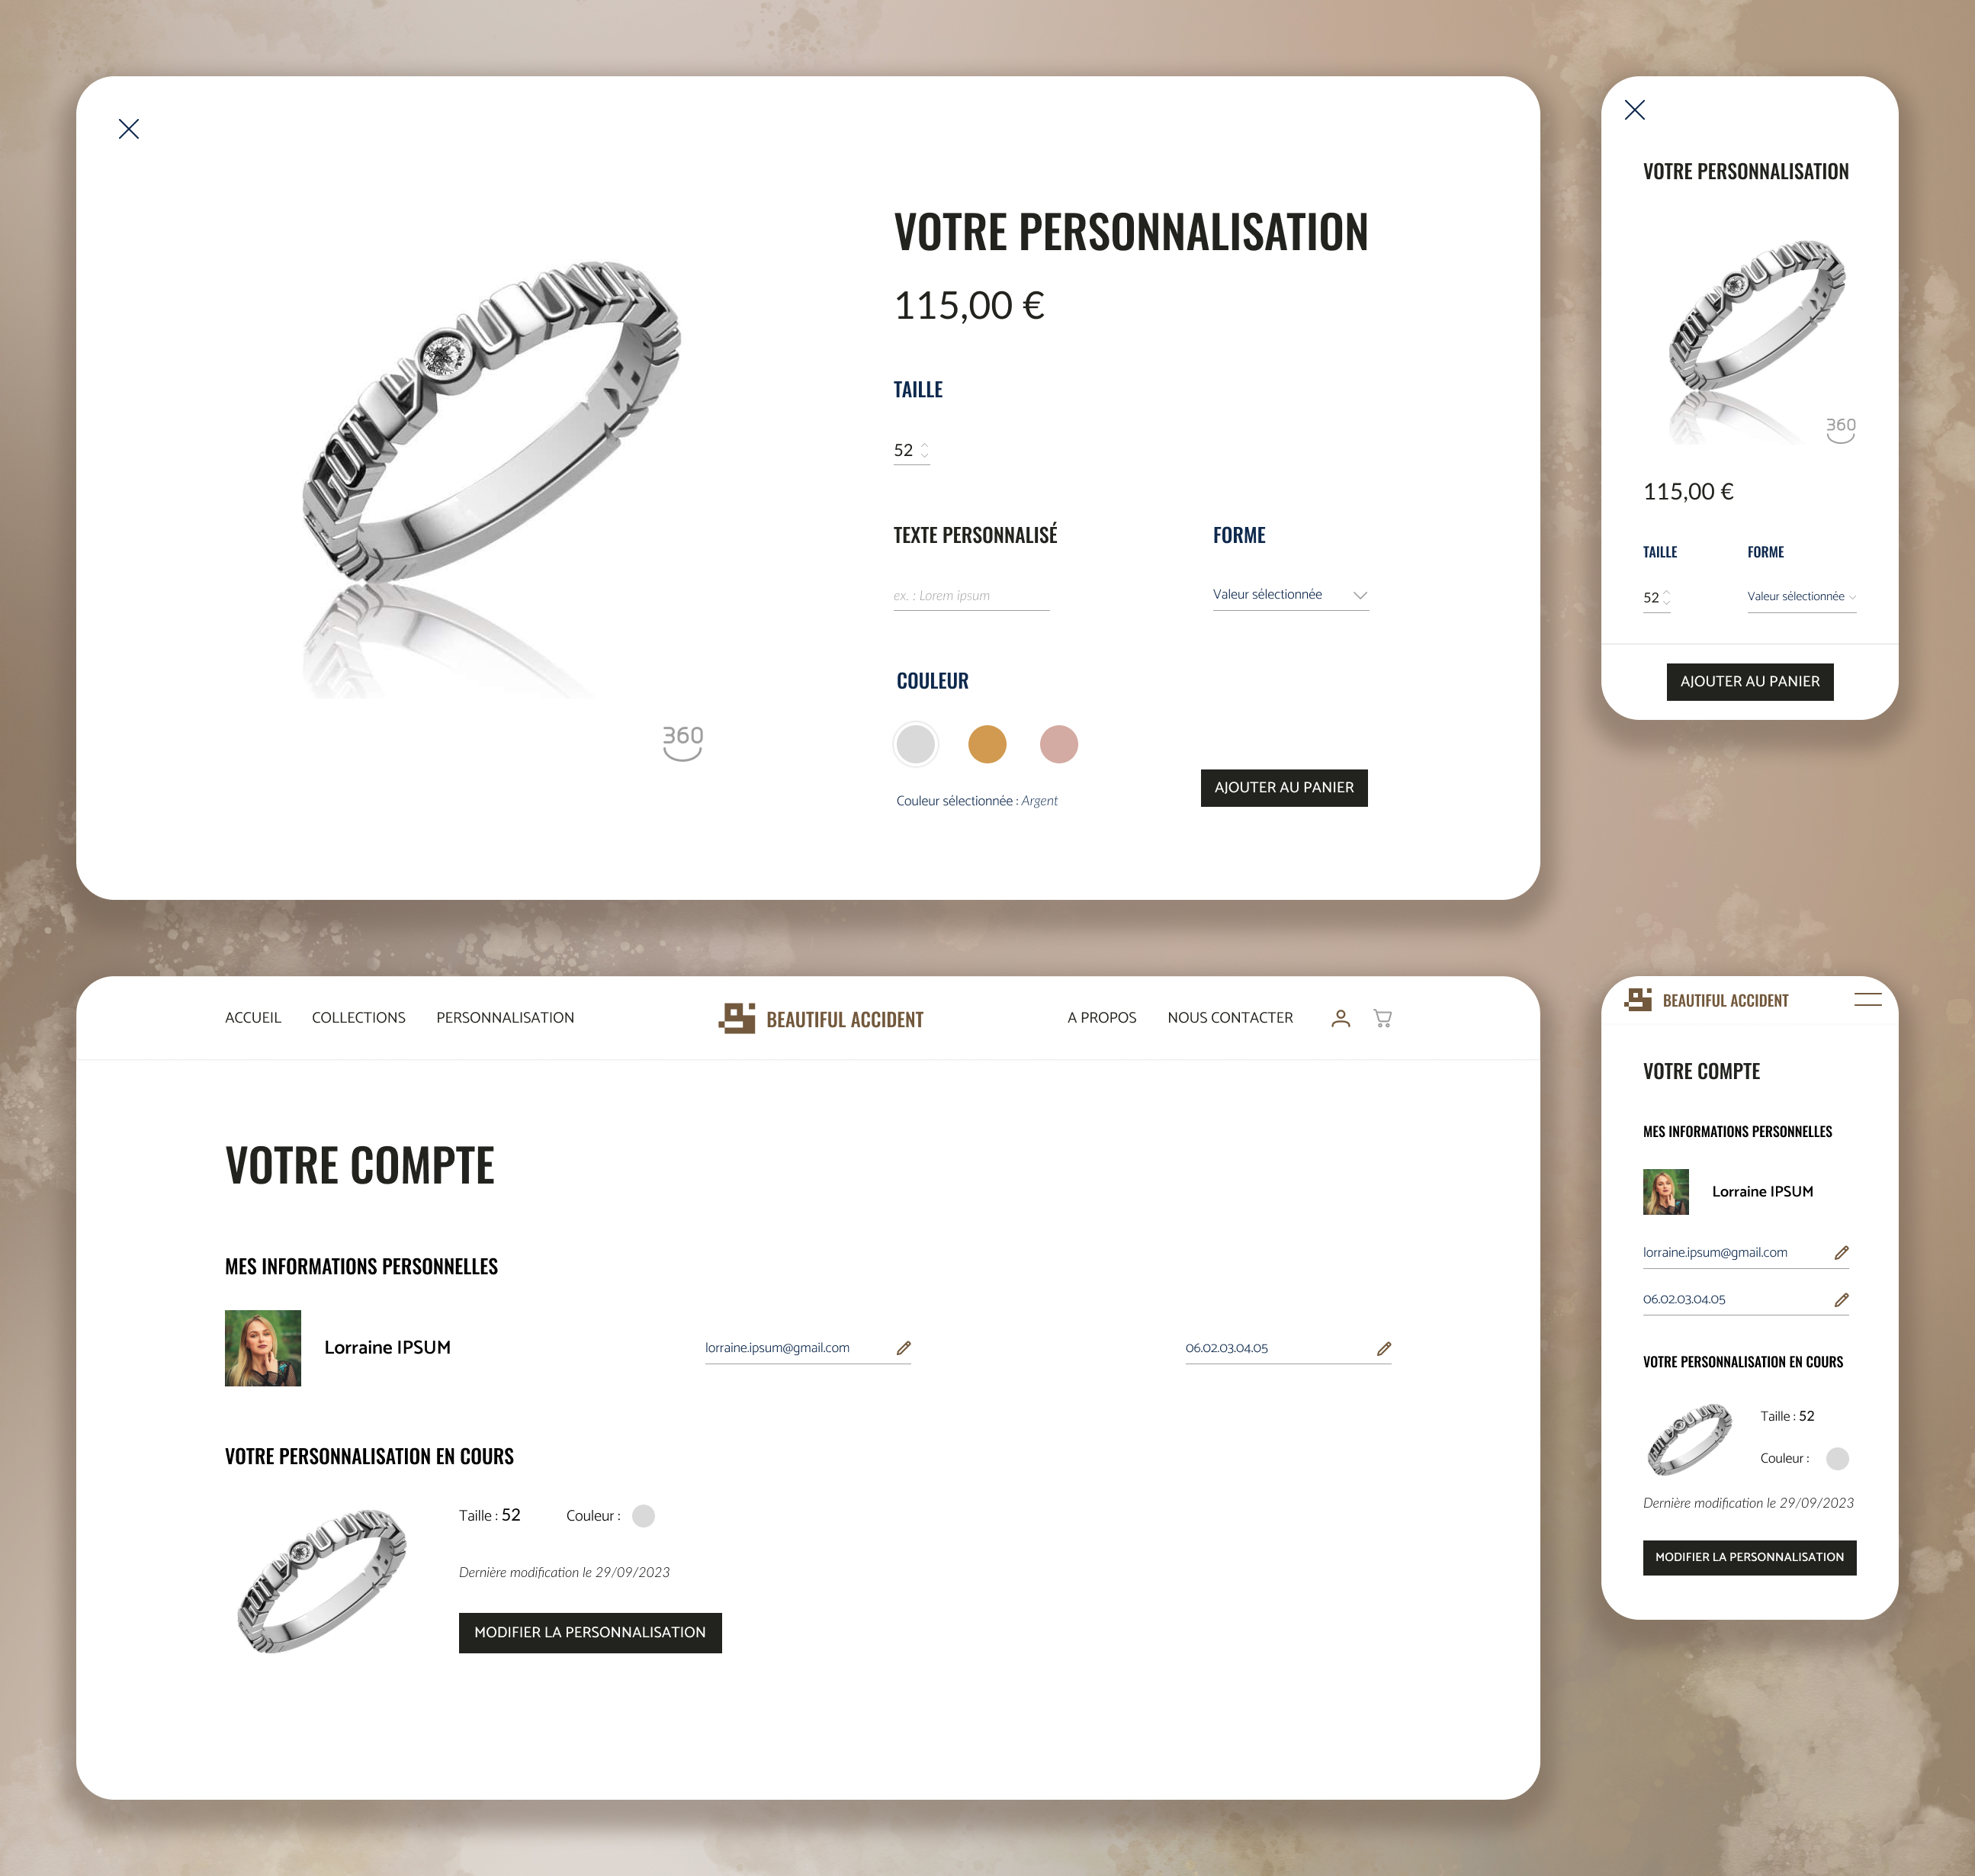 VOTRE PERSONNALISATION
115,00 €
TAILLE
52
TEXTE PERSONNALISÉ
FORME
ex. : Lorem ipsum
Valeur sélectionnée
COULEUR
Couleur sélectionnée : Argent
AJOUTER AU PANIER
360
VOTRE PERSONNALISATION
360
115,00 €
TAILLE
FORME
52
Valeur sélectionnée
AJOUTER AU PANIER
ACCUEIL
COLLECTIONS
PERSONNALISATION
BEAUTIFUL ACCIDENT
A PROPOS
NOUS CONTACTER
VOTRE COMPTE
MES INFORMATIONS PERSONNELLES
Lorraine IPSUM
lorraine.ipsum@gmail.com
06.02.03.04.05
VOTRE PERSONNALISATION EN COURS
Taille : 52
Couleur :
Dernière modification le 29/09/2023
MODIFIER LA PERSONNALISATION
BEAUTIFUL ACCIDENT
VOTRE COMPTE
MES INFORMATIONS PERSONNELLES
Lorraine IPSUM
lorraine.ipsum@gmail.com
06.02.03.04.05
VOTRE PERSONNALISATION EN COURS
Taille : 52
Couleur :
Dernière modification le 29/09/2023
MODIFIER LA PERSONNALISATION